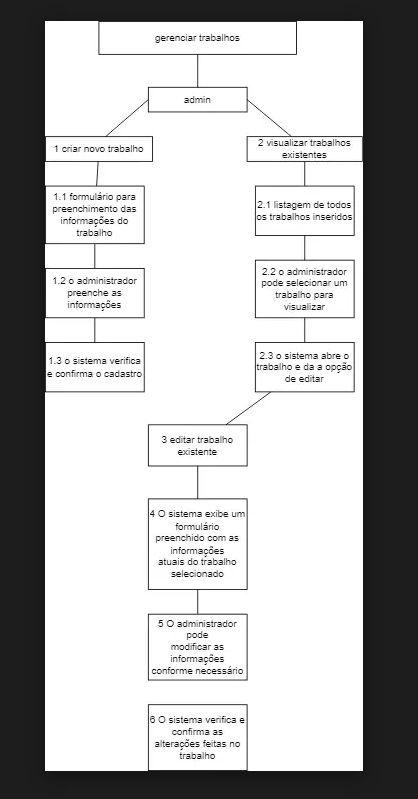 gerenciar trabalhos
admin
1 criar novo trabalho
2 visualizar trabalhos
existentes
1.1 formulário para
preenchimento das
informações do
trabalho
2.1 listagem de todos
os trabalhos inseridos
1.2 o administrador
preenche as
informações
2.2 o administrador
pode selecionar um
trabalho para
visualizar
1.3 o sistema verifica
e confirma o cadastro
2.3 o sistema abre o
trabalho e da a opção
de editar
3 editar trabalho
existente
4 O sistema exibe um
formulário
preenchido com as
informações
atuais do trabalho
selecionado
5 O administrador
pode
modificar as
informações
conforme necessário
6 O sistema verifica e
confirma as
alterações feitas no
trabalho